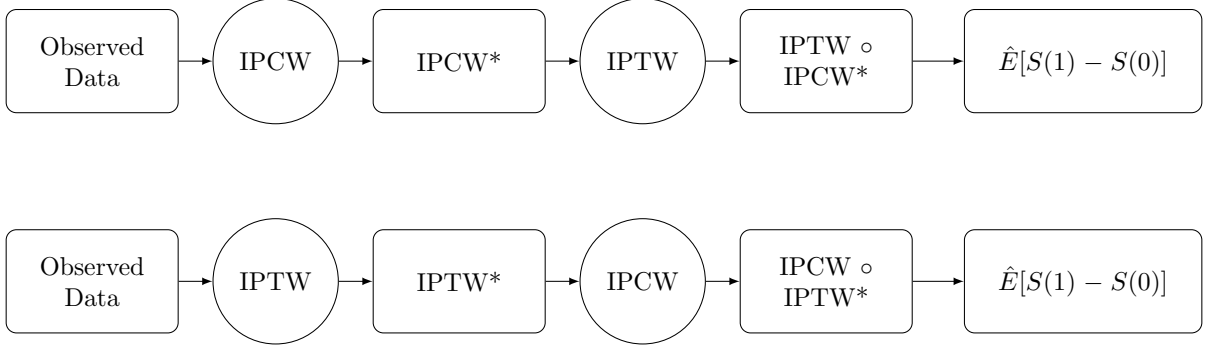 Observed
Data
IPCW
IPCW*
IPTW
IPTW ∘
IPCW*
Ê[S(1) − S(0)]
Observed
Data
IPTW
IPTW*
IPCW
IPCW ∘
IPTW*
Ê[S(1) − S(0)]